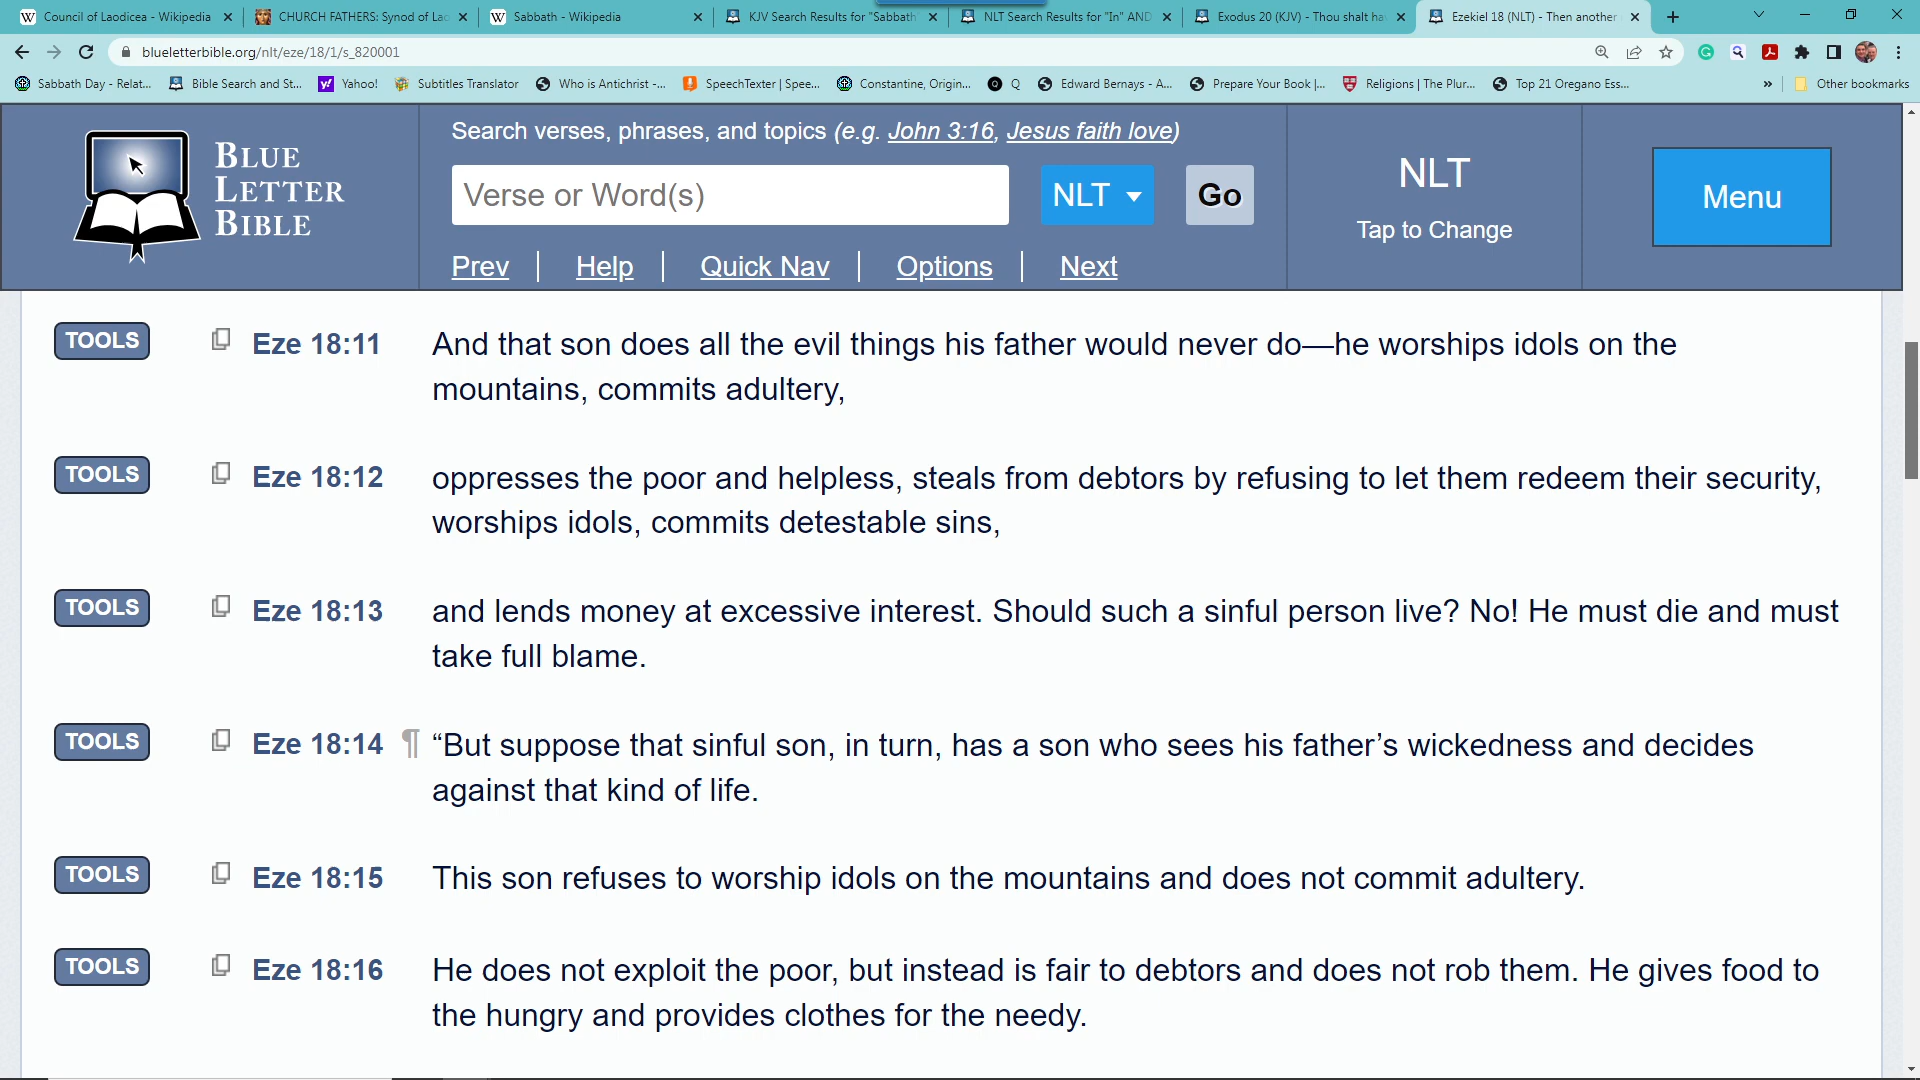 Council of Laodicea - Wikipedia
CHURCH FATHERS: Synod of Lao
Sabbath - Wikipedia
KJV Search Results for "Sabbath"
NLT Search Results for "In" AND
Exodus 20 (KJV) - Thou shalt ha
Ezekiel 18 (NLT) - Then another
blueletterbible.org/nlt/eze/18/1/s_820001
Sabbath Day - Relat...
Bible Search and St...
Yahoo!
Subtitles Translator
Who is Antichrist -...
SpeechTexter | Spee...
Constantine, Origin...
Q
Edward Bernays - A...
Prepare Your Book |...
Religions | The Plur...
Top 21 Oregano Ess...
»
Other bookmarks
BLUE
LETTER
BIBLE
Search verses, phrases, and topics (e.g. John 3:16, Jesus faith love)
Verse or Word(s)
NLT
Go
Prev | Help | Quick Nav | Options | Next
NLT
Tap to Change
Menu
TOOLS Eze 18:11 And that son does all the evil things his father would never do—he worships idols on the
mountains, commits adultery,
TOOLS Eze 18:12 oppresses the poor and helpless, steals from debtors by refusing to let them redeem their security,
worships idols, commits detestable sins,
TOOLS Eze 18:13 and lends money at excessive interest. Should such a sinful person live? No! He must die and must
take full blame.
TOOLS Eze 18:14 ¶ “But suppose that sinful son, in turn, has a son who sees his father’s wickedness and decides
against that kind of life.
TOOLS Eze 18:15 This son refuses to worship idols on the mountains and does not commit adultery.
TOOLS Eze 18:16 He does not exploit the poor, but instead is fair to debtors and does not rob them. He gives food to
the hungry and provides clothes for the needy.